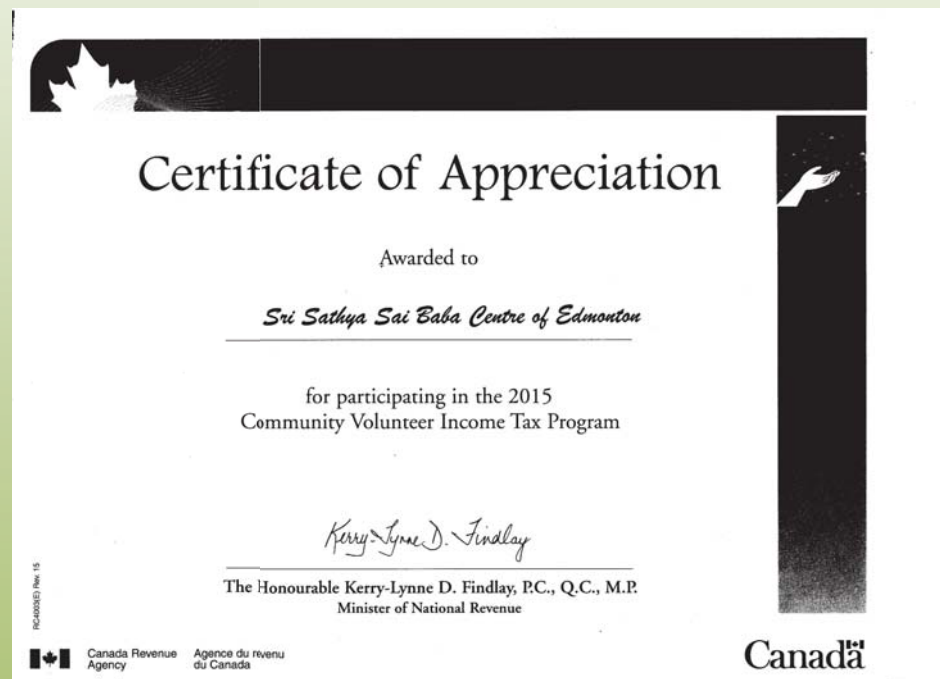 Certificate of Appreciation
Awarded to
Sri Sathya Sai Baba Centre of Edmonton
for participating in the 2015
Community Volunteer Income Tax Program
Kerry-Lynne D. Findlay
The Honourable Kerry-Lynne D. Findlay, P.C., Q.C., M.P.
Minister of National Revenue
RC4003(E) Rev. 15
Canada Revenue Agency
Agence du revenu du Canada
Canada